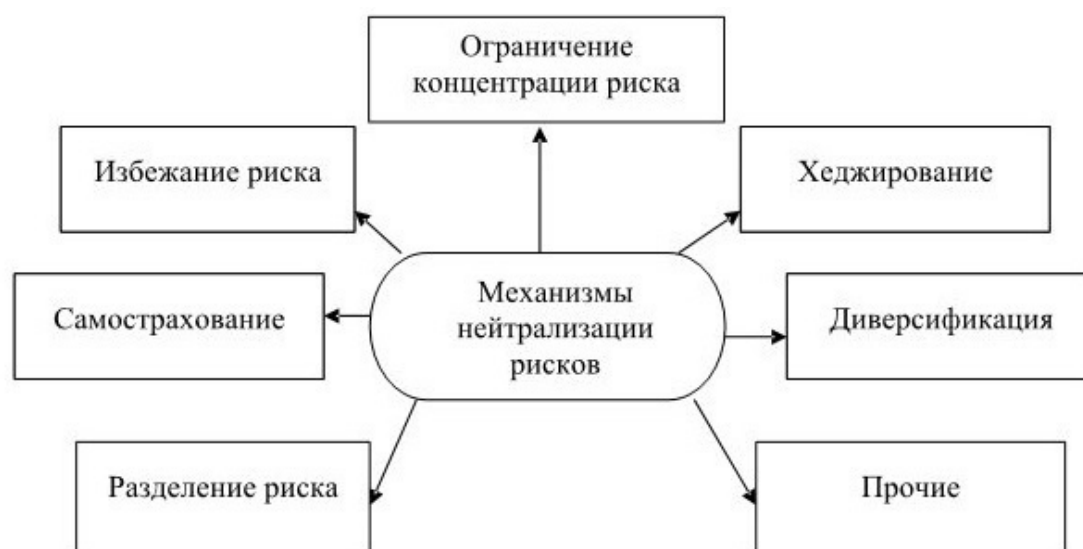 Ограничение
концентрации риска
Избежание риска
Хеджирование
Механизмы
нейтрализации
рисков
Самострахование
Диверсификация
Разделение риска
Прочие